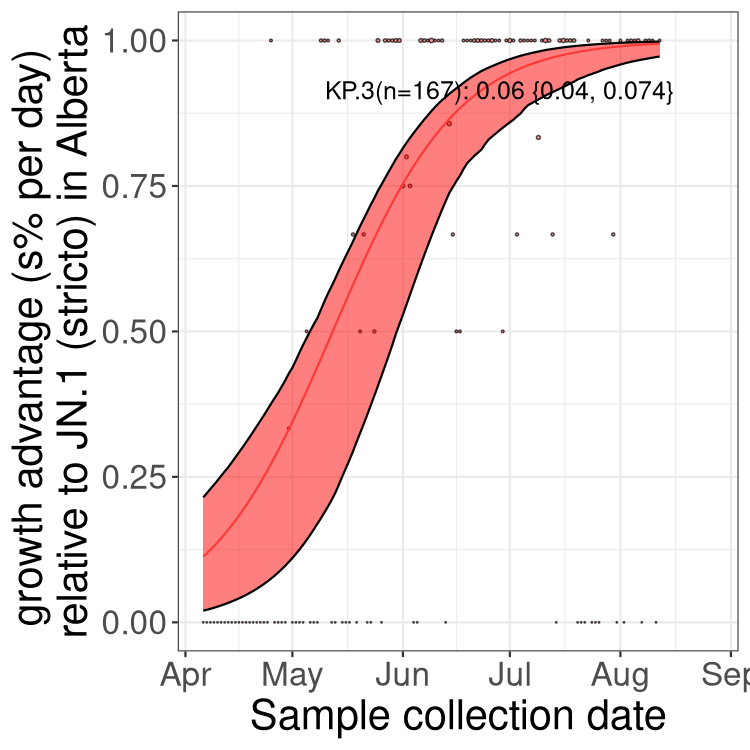 growth advantage (s% per day)
relative to JN.1 (stricto) in Alberta
1.00
0.75
0.50
0.25
0.00
KP.3(n=167): 0.06 {0.04, 0.074}
Apr May Jun Jul Aug Sep
Sample collection date